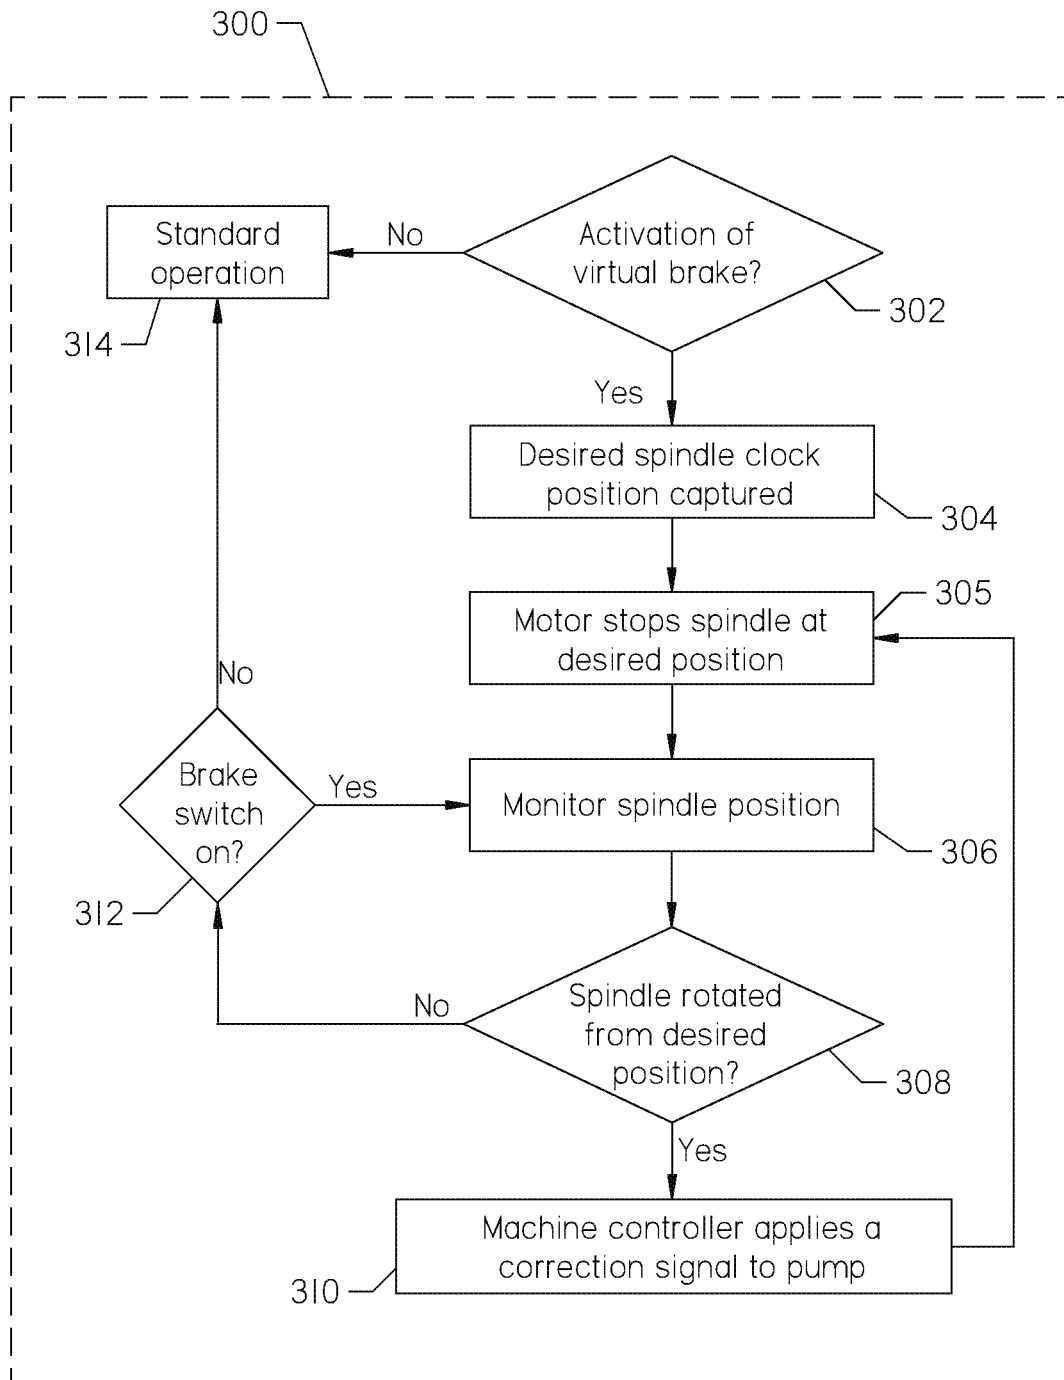 300
Standard
operation
No
Activation of
virtual brake?
302
314
Yes
Desired spindle clock
position captured
304
305
Motor stops spindle at
desired position
No
Brake
switch
on?
Yes
Monitor spindle position
306
312
No
Spindle rotated
from desired
position?
308
Yes
Machine controller applies a
correction signal to pump
310